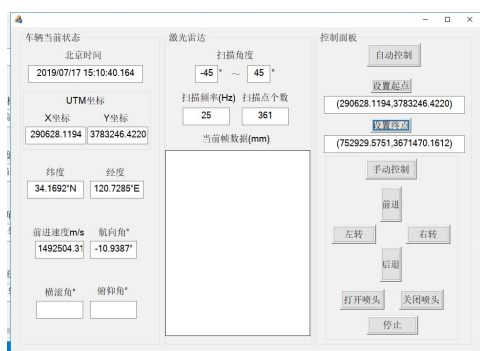 车辆当前状态
北京时间
2019/07/17 15:10:40.164
UTM坐标
X坐标 Y坐标
290628.1194 3783246.4220
纬度 经度
34.1692°N 120.7285°E
前进速度m/s 航向角°
1492504.31 -10.9387°
横滚角° 俯仰角°
激光雷达
扫描角度
-45 ° ～ 45 °
扫描频率(Hz) 扫描点个数
25 361
当前帧数据(mm)
控制面板
自动控制
设置起点
(290628.1194,3783246.4220)
设置终点
(752929.5751,3671470.1612)
手动控制
前进
左转 右转
后退
打开喷头 关闭喷头
停止